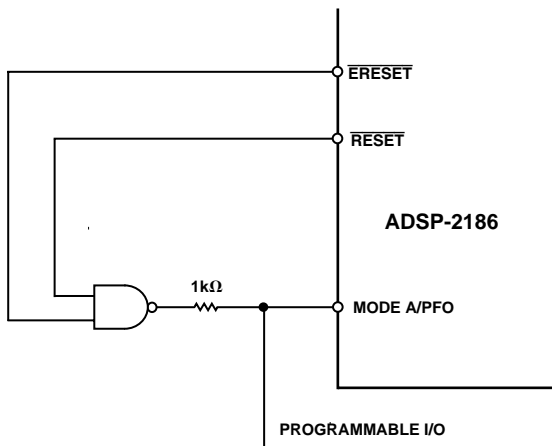 ERESET
RESET
ADSP-2186
1kΩ
MODE A/PFO
PROGRAMMABLE I/O